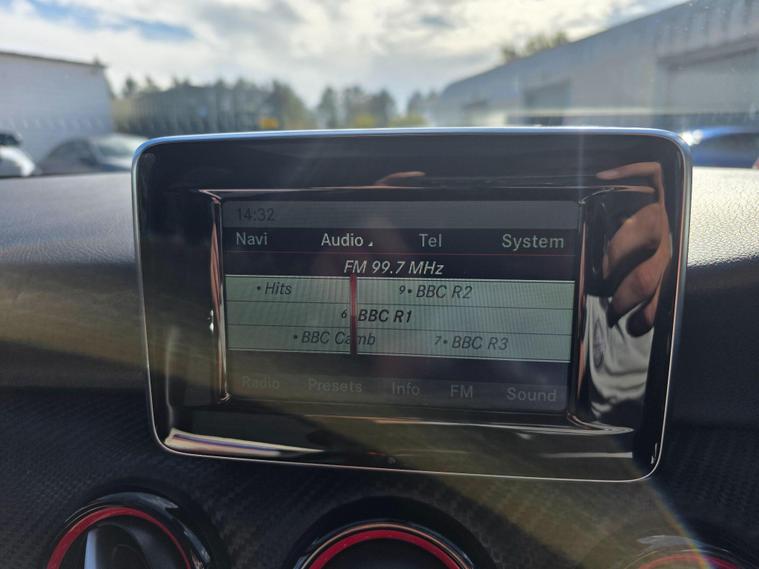 14:32
Navi Audio Tel System
FM 99.7 MHz
• Hits 9• BBC R2
6 BBC R1
• BBC Camb 7• BBC R3
Radio Presets Info FM Sound